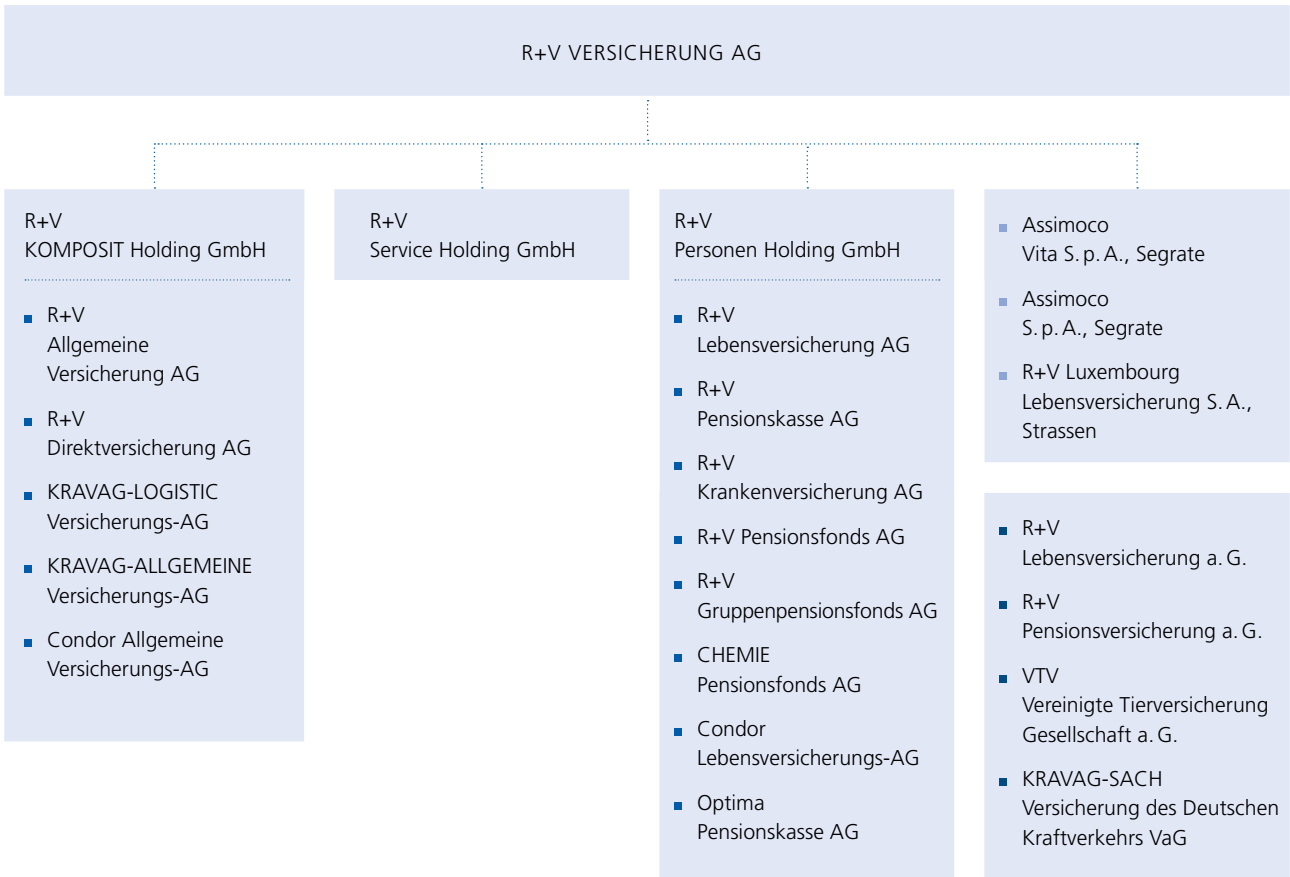 R+V VERSICHERUNG AG
R+V
KOMPOSIT Holding GmbH
R+V
Allgemeine
Versicherung AG
R+V
Direktversicherung AG
KRAVAG-LOGISTIC
Versicherungs-AG
KRAVAG-ALLGEMEINE
Versicherungs-AG
Condor Allgemeine
Versicherungs-AG
R+V
Service Holding GmbH
R+V
Personen Holding GmbH
R+V
Lebensversicherung AG
R+V
Pensionskasse AG
R+V
Krankenversicherung AG
R+V Pensionsfonds AG
R+V
Gruppenpensionsfonds AG
CHEMIE
Pensionsfonds AG
Condor
Lebensversicherungs-AG
Optima
Pensionskasse AG
Assimoco
Vita S. p. A., Segrate
Assimoco
S. p. A., Segrate
R+V Luxembourg
Lebensversicherung S. A.,
Strassen
R+V
Lebensversicherung a. G.
R+V
Pensionsversicherung a. G.
VTV
Vereinigte Tierversicherung
Gesellschaft a. G.
KRAVAG-SACH
Versicherung des Deutschen
Kraftverkehrs VaG